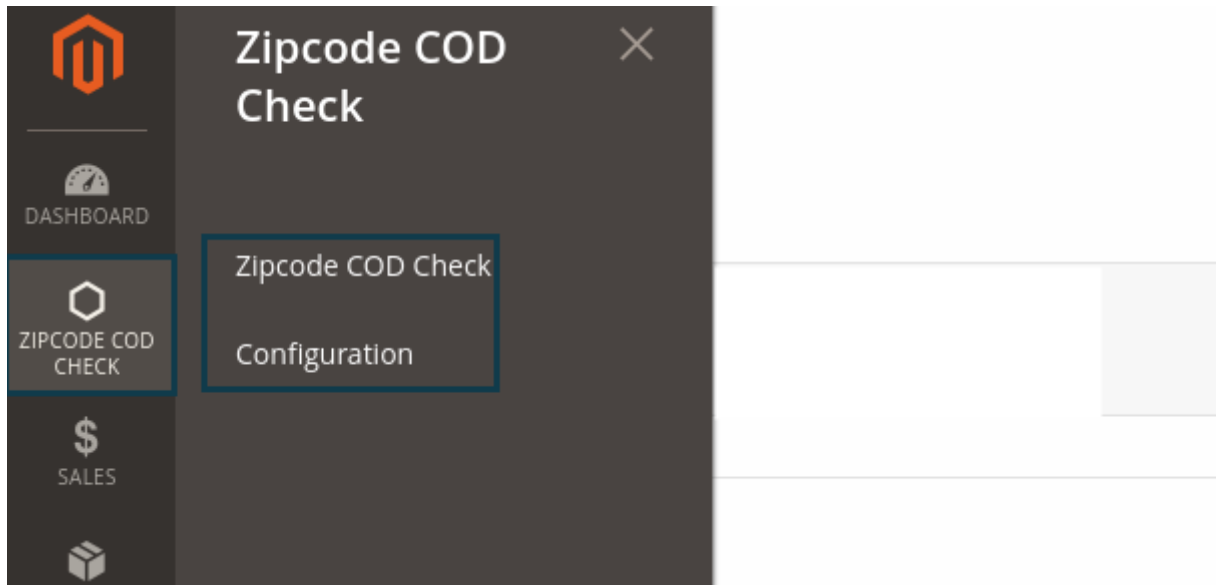 Zipcode COD
Check
DASHBOARD
ZIPCODE COD
CHECK
SALES
Zipcode COD Check
Configuration